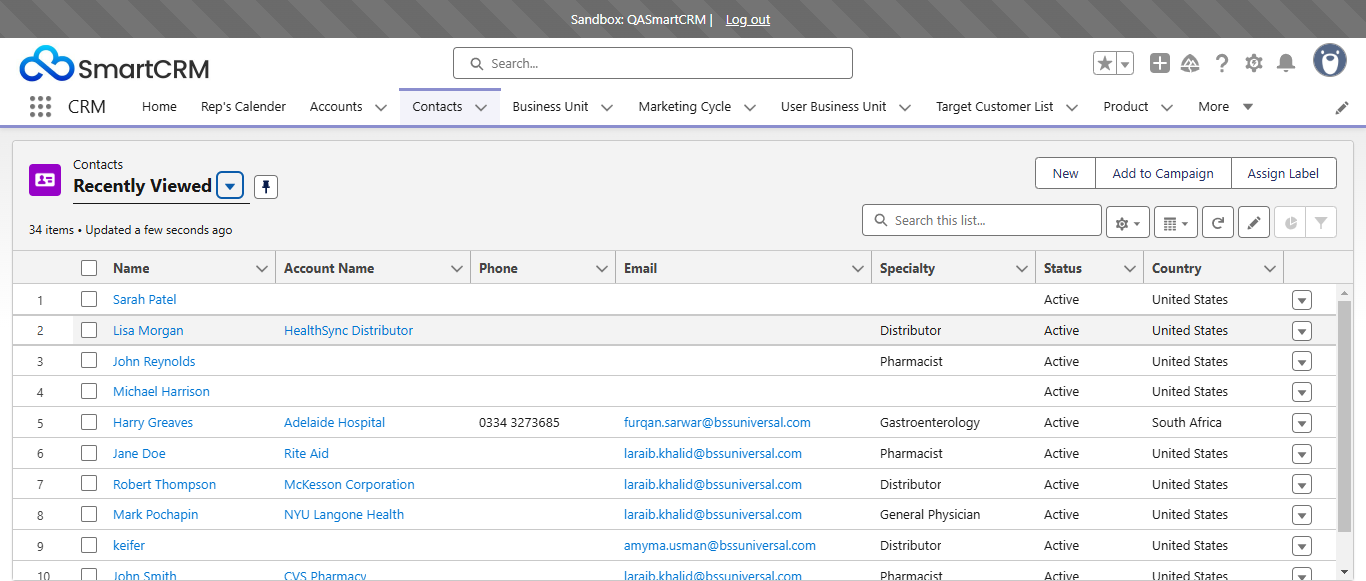 Sandbox: QASmartCRM | Log out
SmartCRM
Search...
CRM Home Rep's Calender Accounts Contacts Business Unit Marketing Cycle User Business Unit Target Customer List Product More
Contacts
Recently Viewed
New Add to Campaign Assign Label
34 items • Updated a few seconds ago
Search this list...
Name Account Name Phone Email Specialty Status Country
1 Sarah Patel Active United States
2 Lisa Morgan HealthSync Distributor Distributor Active United States
3 John Reynolds Pharmacist Active United States
4 Michael Harrison Active United States
5 Harry Greaves Adelaide Hospital 0334 3273685 furqan.sarwar@bssuniversal.com Gastroenterology Active South Africa
6 Jane Doe Rite Aid laraib.khalid@bssuniversal.com Pharmacist Active United States
7 Robert Thompson McKesson Corporation laraib.khalid@bssuniversal.com Distributor Active United States
8 Mark Pochapin NYU Langone Health laraib.khalid@bssuniversal.com General Physician Active United States
9 keifer amyma.usman@bssuniversal.com Distributor Active United States
10 John Smith CVS Pharmacy laraib.khalid@bssuniversal.com Pharmacist Active United States